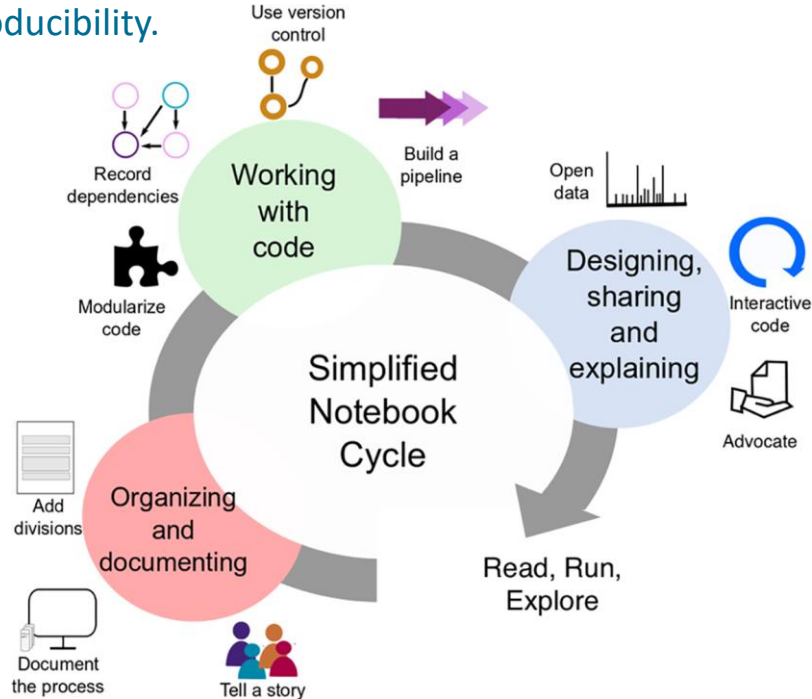 oducibility.
Use version
control
Record
dependencies
Working
with
code
Build a
pipeline
Open
data
Modularize
code
Designing,
sharing
and
explaining
Interactive
code
Advocate
Simplified
Notebook
Cycle
Add
divisions
Organizing
and
documenting
Read, Run,
Explore
Document
the process
Tell a story